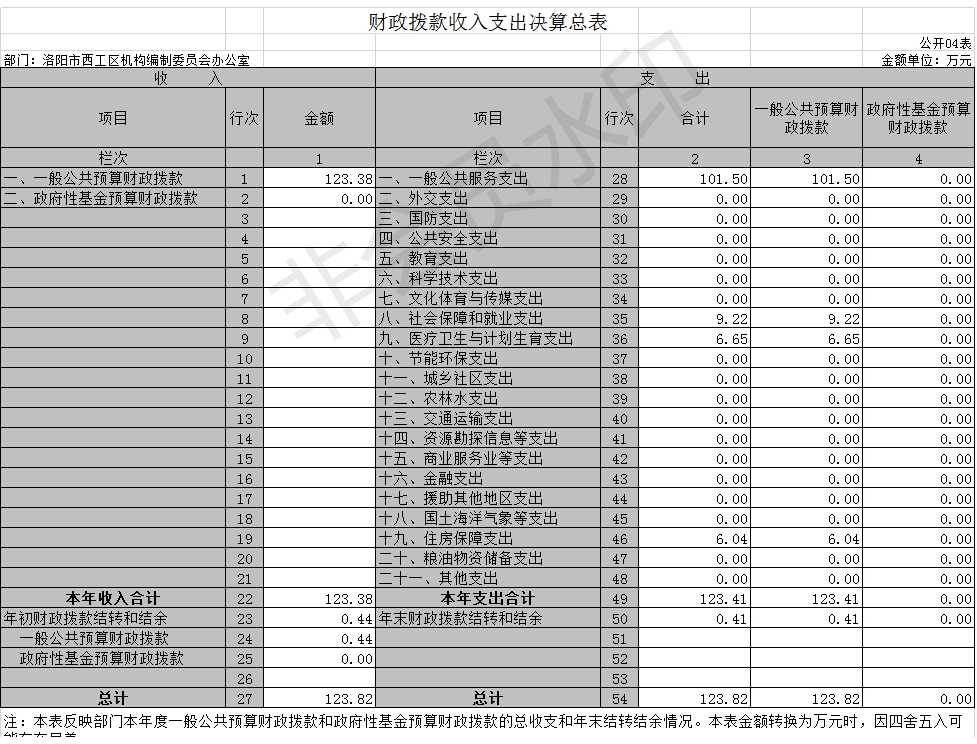 财政拨款收入支出决算总表
公开04表
部门：洛阳市西工区机构编制委员会办公室 金额单位：万元
收 入 支 出
项目 行次 金额 项目 行次 合计 一般公共预算财政拨款 政府性基金预算财政拨款
栏次 1 栏次 2 3 4
一、一般公共预算财政拨款 1 123.38 一、一般公共服务支出 28 101.50 101.50 0.00
二、政府性基金预算财政拨款 2 0.00 二、外交支出 29 0.00 0.00 0.00
3 三、国防支出 30 0.00 0.00 0.00
4 四、公共安全支出 31 0.00 0.00 0.00
5 五、教育支出 32 0.00 0.00 0.00
6 六、科学技术支出 33 0.00 0.00 0.00
7 七、文化体育与传媒支出 34 0.00 0.00 0.00
8 八、社会保障和就业支出 35 9.22 9.22 0.00
9 九、医疗卫生与计划生育支出 36 6.65 6.65 0.00
10 十、节能环保支出 37 0.00 0.00 0.00
11 十一、城乡社区支出 38 0.00 0.00 0.00
12 十二、农林水支出 39 0.00 0.00 0.00
13 十三、交通运输支出 40 0.00 0.00 0.00
14 十四、资源勘探信息等支出 41 0.00 0.00 0.00
15 十五、商业服务业等支出 42 0.00 0.00 0.00
16 十六、金融支出 43 0.00 0.00 0.00
17 十七、援助其他地区支出 44 0.00 0.00 0.00
18 十八、国土海洋气象等支出 45 0.00 0.00 0.00
19 十九、住房保障支出 46 6.04 6.04 0.00
20 二十、粮油物资储备支出 47 0.00 0.00 0.00
21 二十一、其他支出 48 0.00 0.00 0.00
本年收入合计 22 123.38 本年支出合计 49 123.41 123.41 0.00
年初财政拨款结转和结余 23 0.44 年末财政拨款结转和结余 50 0.41 0.41 0.00
一般公共预算财政拨款 24 0.44 51
政府性基金预算财政拨款 25 0.00 52
26 53
总计 27 123.82 总计 54 123.82 123.82 0.00
注：本表反映部门本年度一般公共预算财政拨款和政府性基金预算财政拨款的总收支和年末结转结余情况。本表金额转换为万元时，因四舍五入可
非会员水印